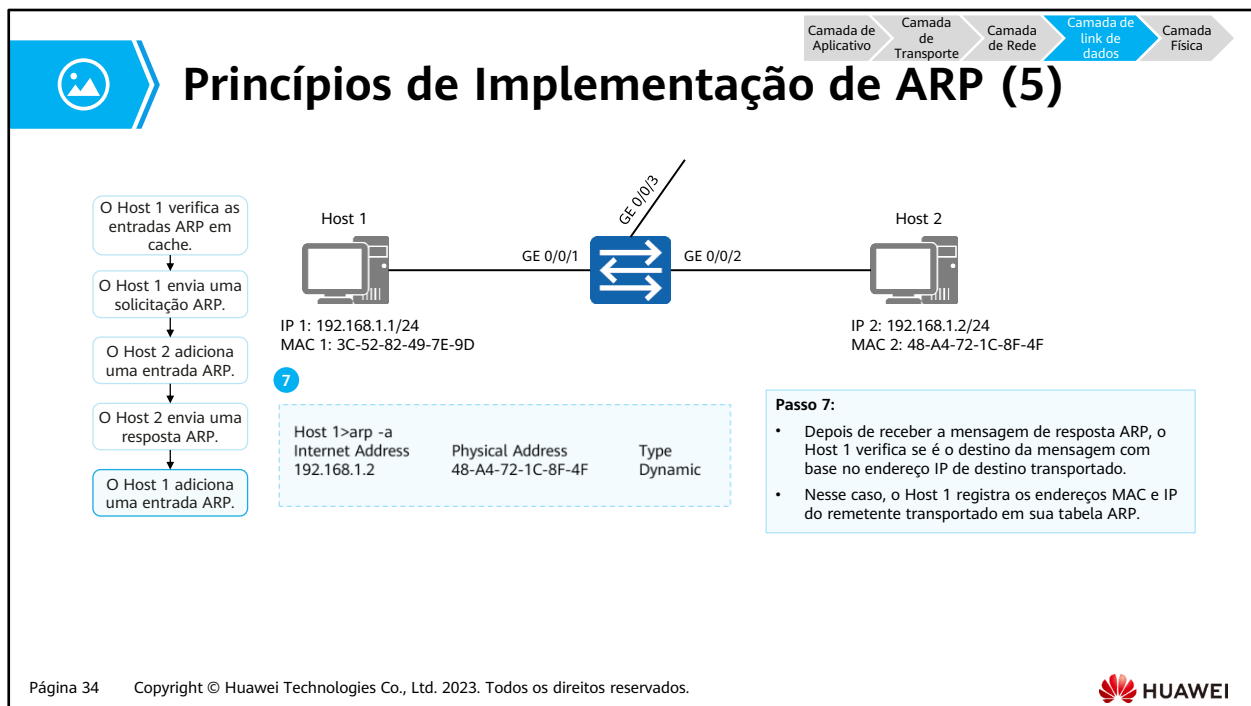 Camada de
Aplicativo
Camada
de
Transporte
Camada
de Rede
Camada de
link de
dados
Camada
Física
Princípios de Implementação de ARP (5)
O Host 1 verifica as
entradas ARP em
cache.
O Host 1 envia uma
solicitação ARP.
O Host 2 adiciona
uma entrada ARP.
O Host 2 envia uma
resposta ARP.
O Host 1 adiciona
uma entrada ARP.
Host 1
GE 0/0/1
GE 0/0/3
GE 0/0/2
Host 2
IP 1: 192.168.1.1/24
MAC 1: 3C-52-82-49-7E-9D
IP 2: 192.168.1.2/24
MAC 2: 48-A4-72-1C-8F-4F
7
Host 1>arp -a
Internet Address Physical Address Type
192.168.1.2 48-A4-72-1C-8F-4F Dynamic
Passo 7:
• Depois de receber a mensagem de resposta ARP, o
Host 1 verifica se é o destino da mensagem com
base no endereço IP de destino transportado.
• Nesse caso, o Host 1 registra os endereços MAC e IP
do remetente transportado em sua tabela ARP.
Página 34 Copyright © Huawei Technologies Co., Ltd. 2023. Todos os direitos reservados.
HUAWEI